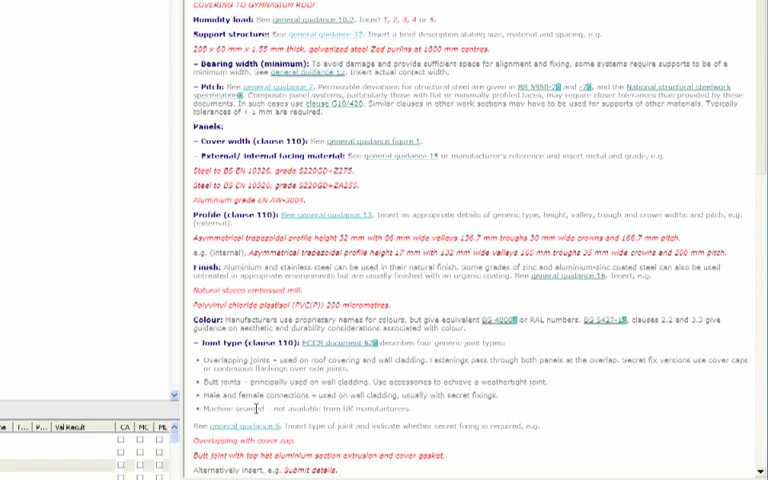 COVERING TO GYMNASIUM ROOF
Humidity load: See general guidance 10.2. Insert 1, 2, 3, 4 or 5.
Support structure: See general guidance 12. Insert a brief description stating size, material and spacing, e.g.
205 x 60 mm x 1.55 mm thick, galvanized steel Zed purlins at 1800 mm centres.
– Bearing width (minimum): To avoid damage and provide sufficient space for alignment and fixing, some systems require supports to be of a
minimum width. See general guidance 12. Insert actual contact width.
– Pitch: See general guidance 7. Permissible deviations for structural steel are given in BS 5950-2 and -7, and the National structural steelwork
specification. Composite panel systems, particularly those with flat or minimally profiled faces, may require closer tolerances than provided by these
documents. In such cases use clause G10/420. Similar clauses in other work sections may have to be used for supports of other materials. Typically
tolerances of ± 1 mm are required.
Panels:
– Cover width (clause 110): See general guidance figure 1.
– External/ Internal facing material: See general guidance 15 or manufacturer's reference and insert metal and grade, e.g.
Steel to BS EN 10326, grade S220GD+Z275.
Steel to BS EN 10326, grade S220GD+ZA255.
Aluminium grade EN AW-3004.
Profile (clause 110): See general guidance 13. Insert as appropriate details of generic type, height, valley, trough and crown widths and pitch, e.g.
(external).
Asymmetrical trapezoidal profile height 32 mm with 86 mm wide valleys 136.7 mm troughs 30 mm wide crowns and 166.7 mm pitch.
e.g. (internal), Asymmetrical trapezoidal profile height 17 mm with 132 mm wide valleys 165 mm troughs 35 mm wide crowns and 200 mm pitch.
Finish: Aluminium and stainless steel can be used in their natural finish. Some grades of zinc and aluminium-zinc coated steel can also be used
untreated in appropriate environments but are usually finished with an organic coating. See general guidance 16. Insert, e.g.
Natural stucco embossed mill.
Polyvinyl chloride plastisol (PVC(P)) 200 micrometres.
Colour: Manufacturers use proprietary names for colours, but give equivalent BS 4800 or RAL numbers. BS 5427-1, clauses 2.2 and 3.3 give
guidance on aesthetic and durability considerations associated with colour.
– Joint type (clause 110): ECCS document 62 describes four generic joint types:
• Overlapping joints – used on roof covering and wall cladding. Fastenings pass through both panels at the overlap. Secret fix versions use cover caps
or continuous flashings over side joints.
• Butt joints – principally used on wall cladding. Use accessories to achieve a weathertight joint.
• Male and female connections – used on wall cladding, usually with secret fixings.
• Machine seamed – not available from UK manufacturers.
See general guidance 5. Insert type of joint and indicate whether secret fixing is required, e.g.
Overlapping with cover cap.
Butt joint with top hat aluminium section extrusion and cover gasket.
Alternatively insert, e.g. Submit details.
T... P... Val Result CA MC ML